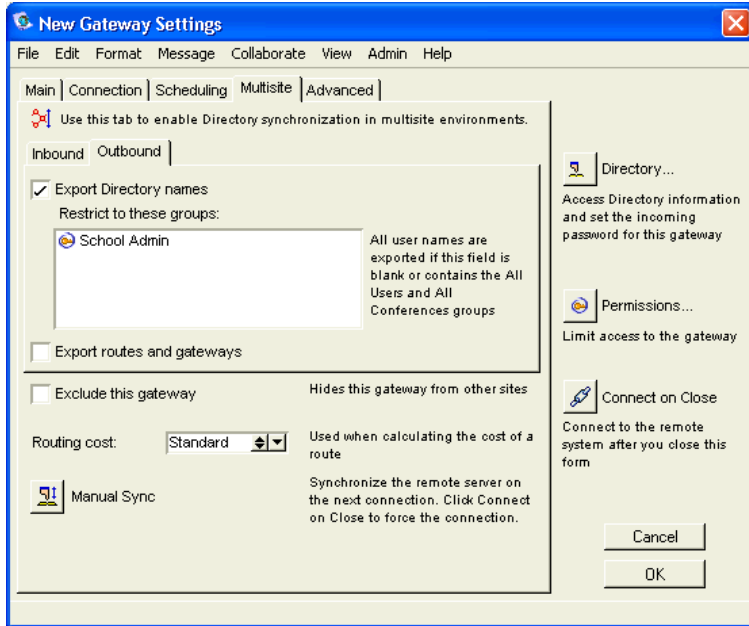 New Gateway Settings
File Edit Format Message Collaborate View Admin Help
Main Connection Scheduling Multisite Advanced
Use this tab to enable Directory synchronization in multisite environments.
Inbound Outbound
Export Directory names
Restrict to these groups:
School Admin
All user names are
exported if this field is
blank or contains the All
Users and All
Conferences groups
Export routes and gateways
Exclude this gateway
Hides this gateway from other sites
Routing cost:
Standard
Used when calculating the cost of a
route
Manual Sync
Synchronize the remote server on
the next connection. Click Connect
on Close to force the connection.
Directory...
Access Directory information
and set the incoming
password for this gateway
Permissions...
Limit access to the gateway
Connect on Close
Connect to the remote
system after you close this
form
Cancel
OK